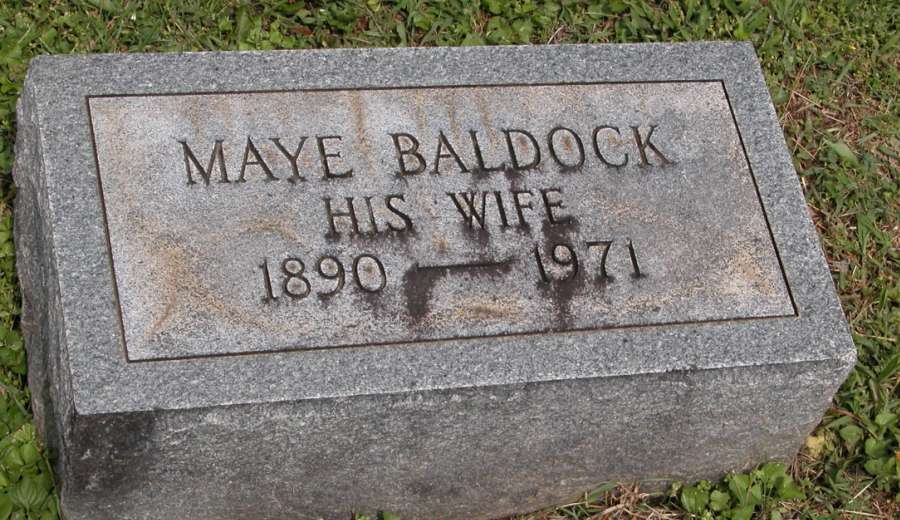 MAYE BALDOCK
HIS WIFE
1890 — 1971